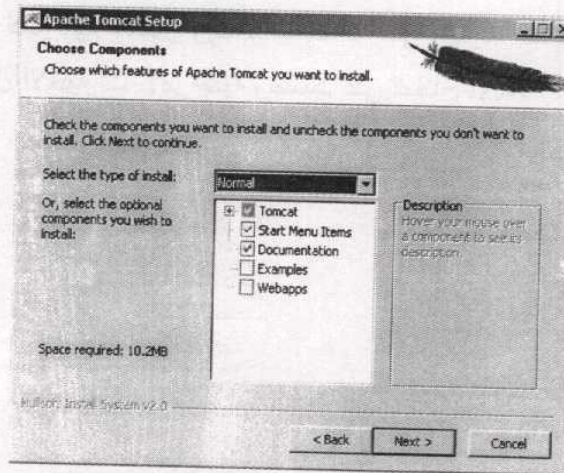 Apache Tomcat Setup
Choose Components
Choose which features of Apache Tomcat you want to install.
Check the components you want to install and uncheck the components you don't want to
install. Click Next to continue.
Select the type of install:
Normal
Or, select the optional
components you wish to
install:
Tomcat
Start Menu Items
Documentation
Examples
Webapps
Description
Hover your mouse over
a component to see its
description.
Space required: 10.2MB
Nullsoft Install System v2.0
< Back
Next >
Cancel